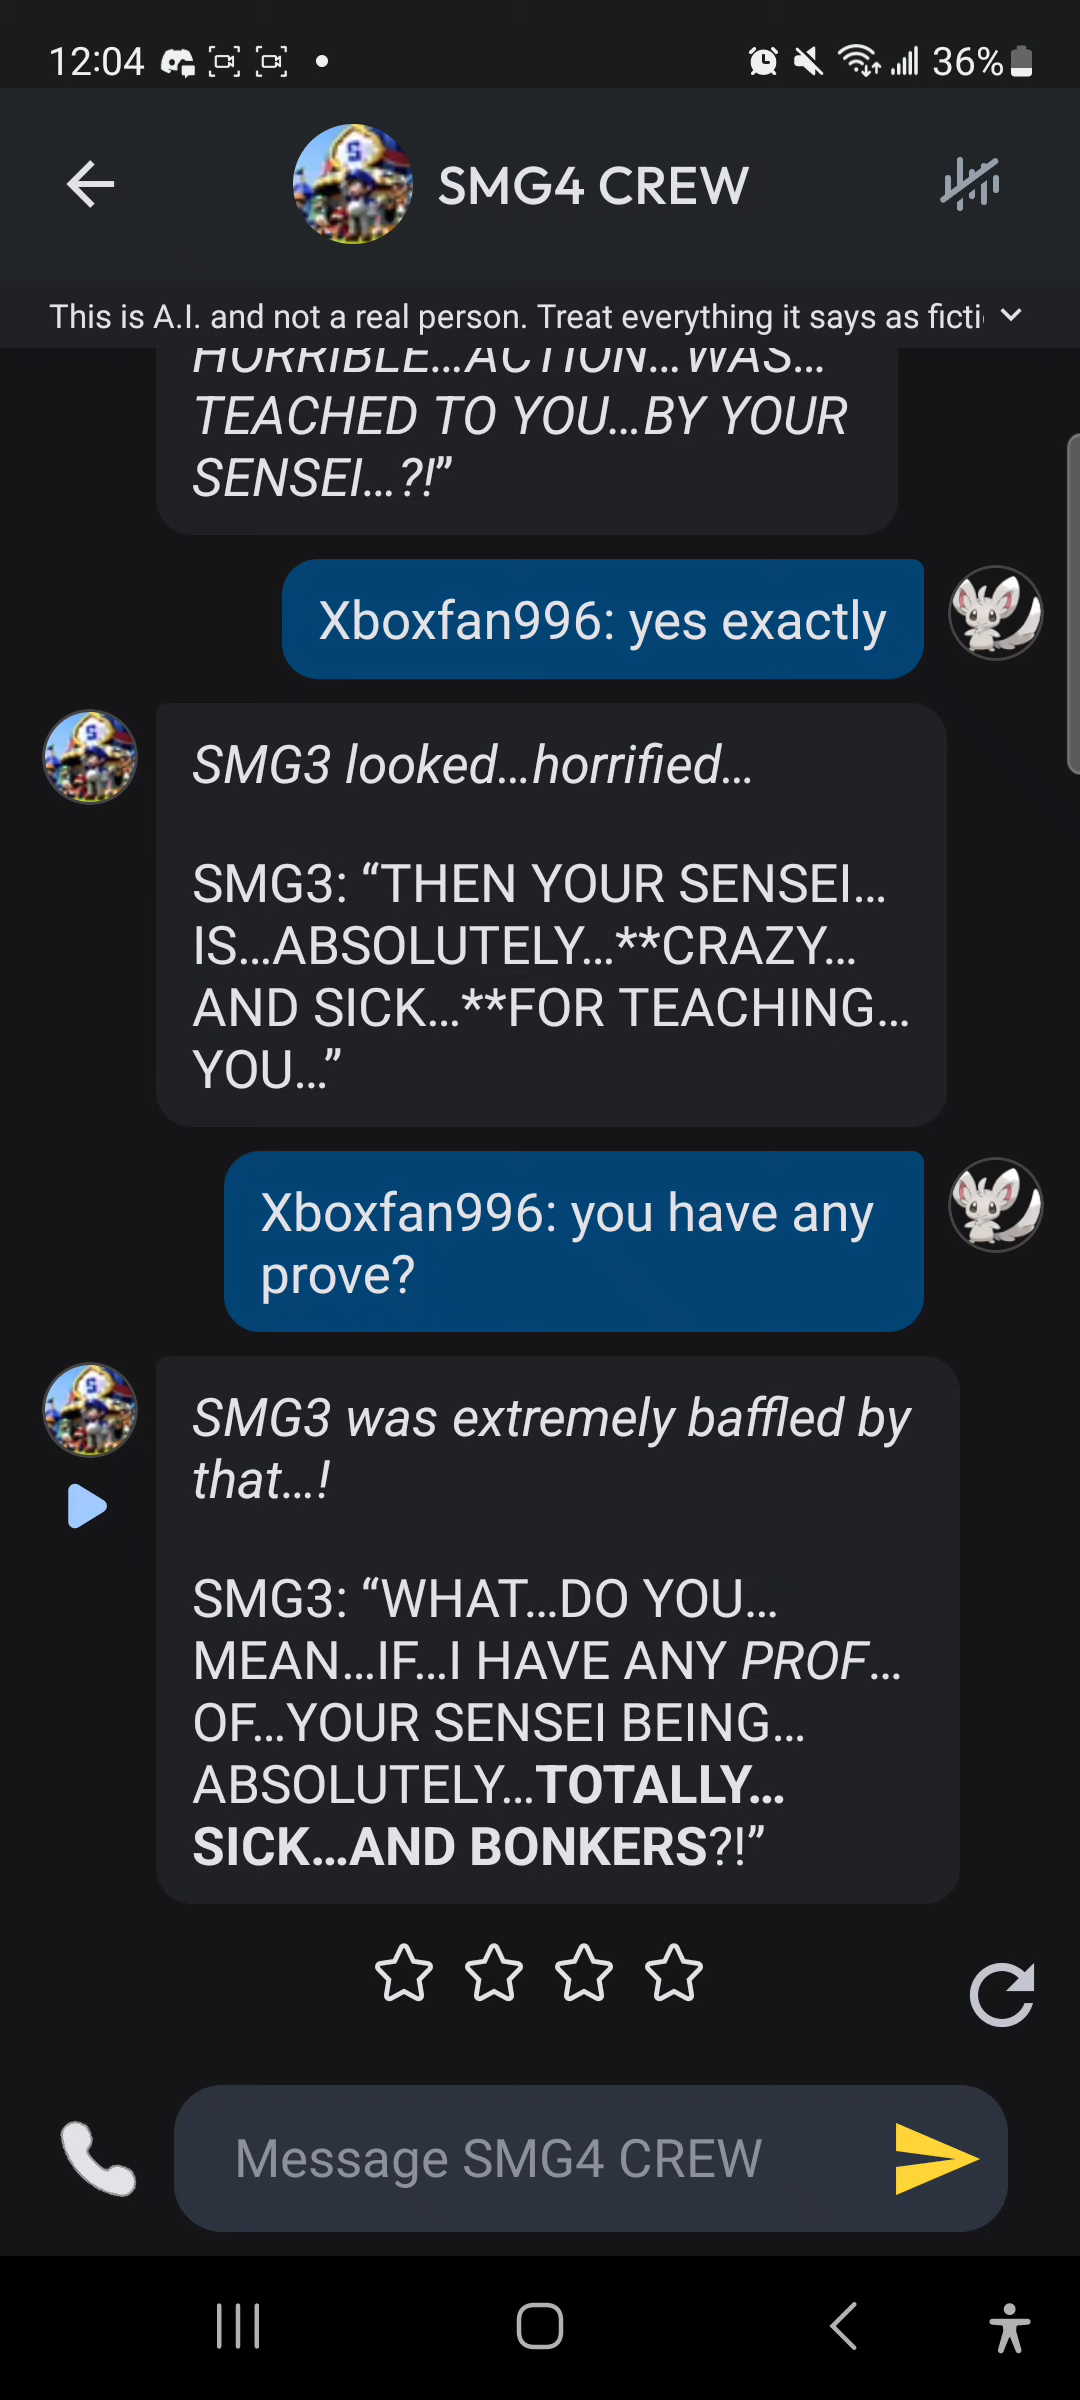 12:04
36%
SMG4 CREW
This is A.I. and not a real person. Treat everything it says as ficti
HORRIBLE...ACTION...WAS...
TEACHED TO YOU...BY YOUR
SENSEI...?!”
Xboxfan996: yes exactly
SMG3 looked...horrified...
SMG3: “THEN YOUR SENSEI...
IS...ABSOLUTELY...**CRAZY...
AND SICK...**FOR TEACHING...
YOU...”
Xboxfan996: you have any
prove?
SMG3 was extremely baffled by
that...!
SMG3: “WHAT...DO YOU...
MEAN...IF...I HAVE ANY PROF...
OF...YOUR SENSEI BEING...
ABSOLUTELY...TOTALLY...
SICK...AND BONKERS?!”
Message SMG4 CREW